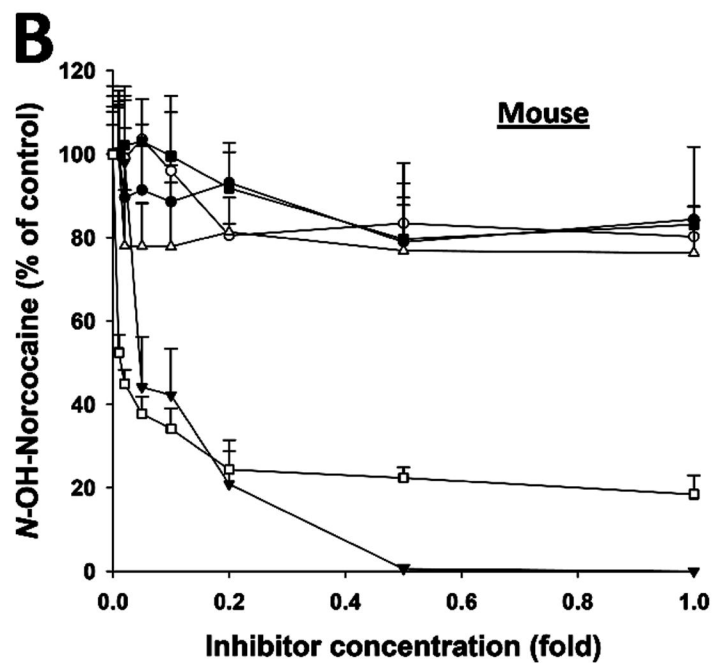 B
Mouse
N-OH-Norcocaine (% of control)
120
100
80
60
40
20
0
0.0 0.2 0.4 0.6 0.8 1.0
Inhibitor concentration (fold)